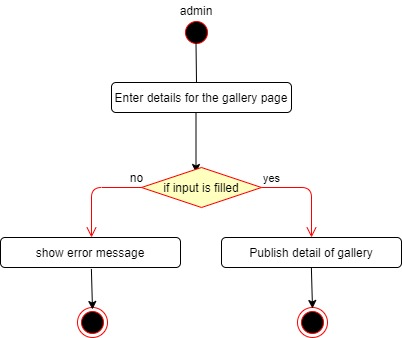 admin
Enter details for the gallery page
if input is filled
no
yes
show error message
Publish detail of gallery